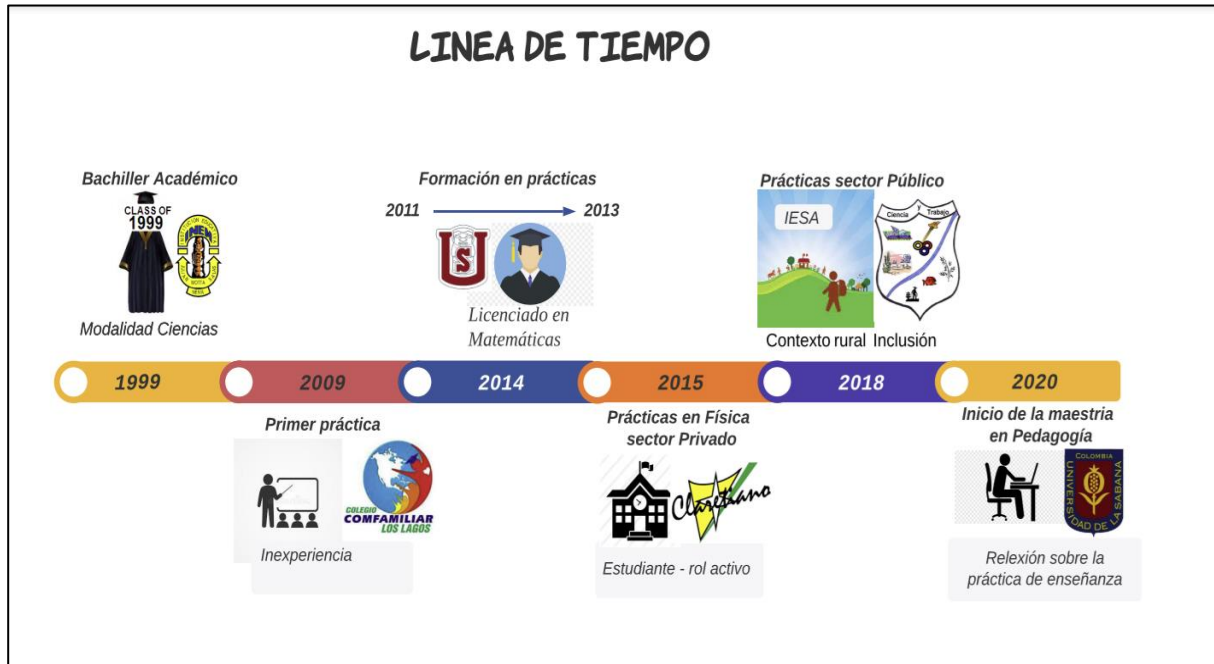 LINEA DE TIEMPO
Bachiller Académico
CLASS OF
1999
INEM
Modalidad Ciencias
Formación en prácticas
2011
2013
US
Licenciado en
Matemáticas
Prácticas sector Público
IESA
Ciencia y Trabajo
Contexto rural Inclusión
1999
2009
2014
2015
2018
2020
Primer práctica
COLEGIO
COMFAMILIAR
LOS LAGOS
Inexperiencia
Prácticas en Física
sector Privado
Claretiano
Estudiante - rol activo
Inicio de la maestria
en Pedagogía
COLOMBIA
UNIVERSIDAD DE LA SABANA
Relexión sobre la
práctica de enseñanza